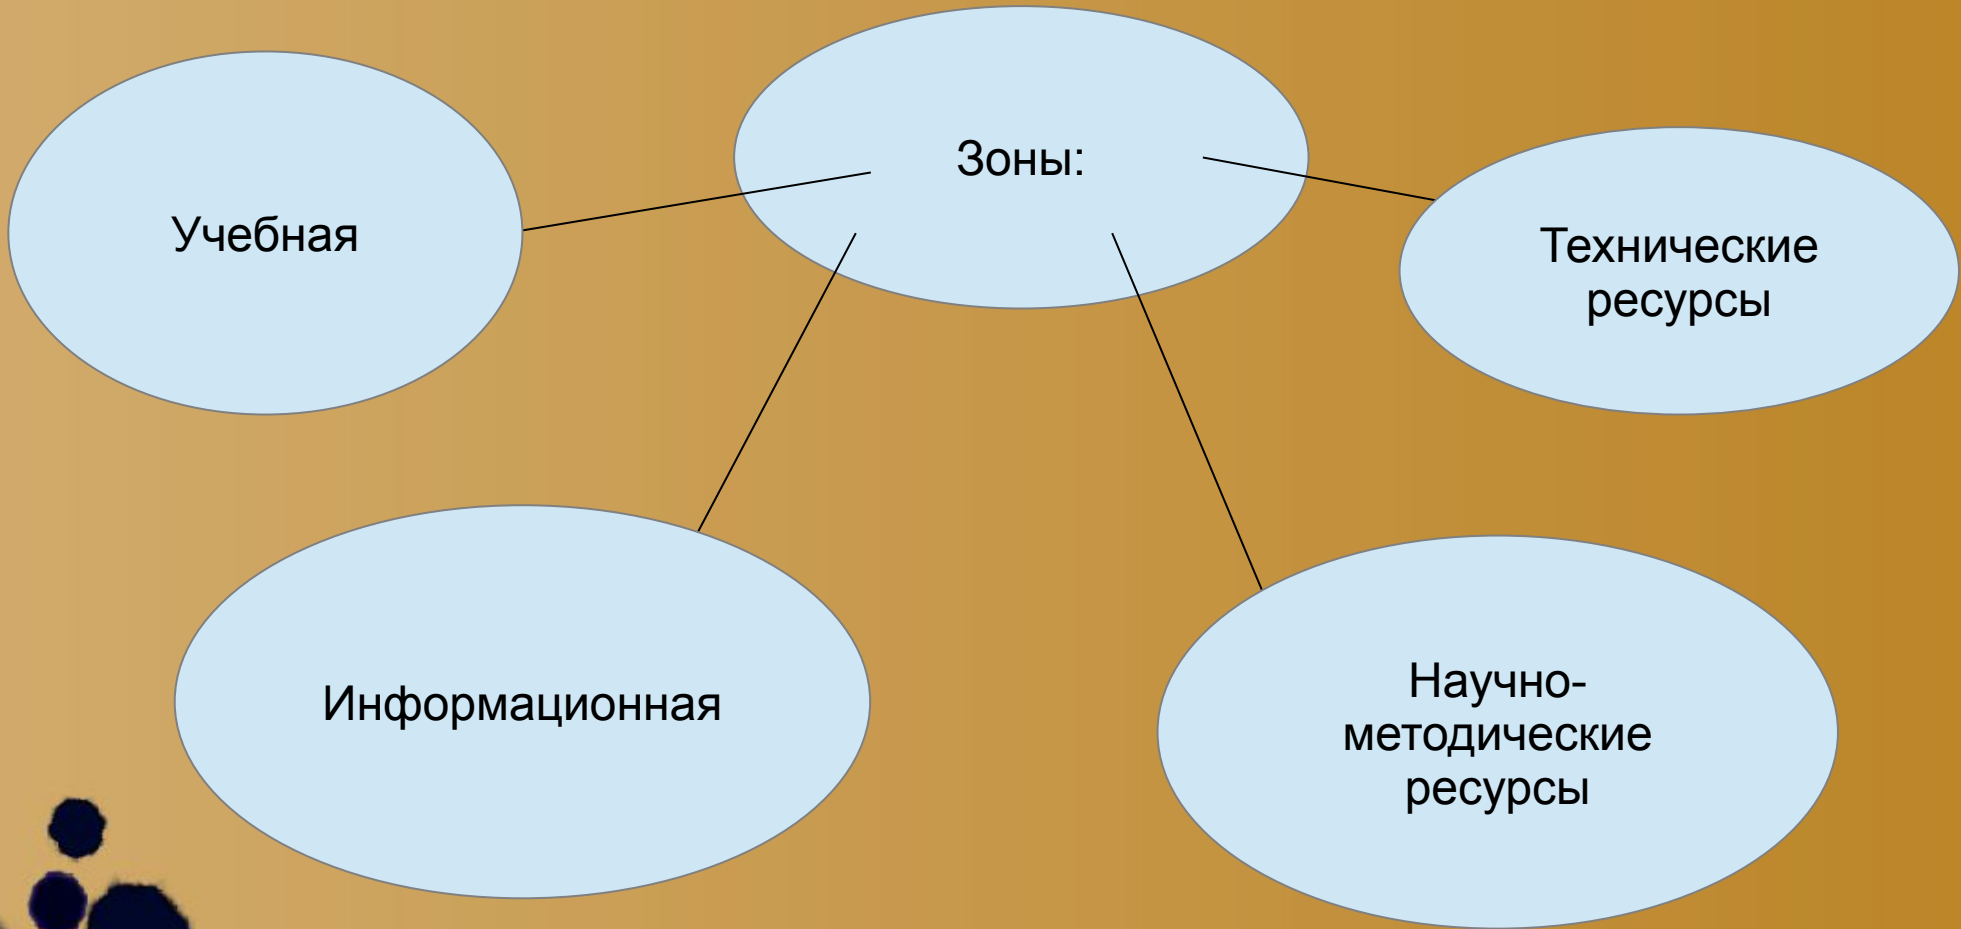 Зоны:
Учебная
Технические
ресурсы
Информационная
Научно-
методические
ресурсы